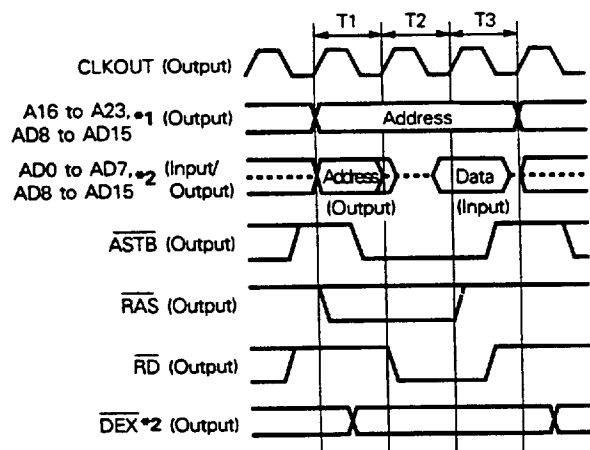 T1 T2 T3
CLKOUT (Output)
A16 to A23,*1 (Output)
AD8 to AD15
Address
AD0 to AD7,*2 (Input/
AD8 to AD15 Output)
Address Data
(Output) (Input)
ASTB (Output)
RAS (Output)
RD (Output)
DEX*2 (Output)